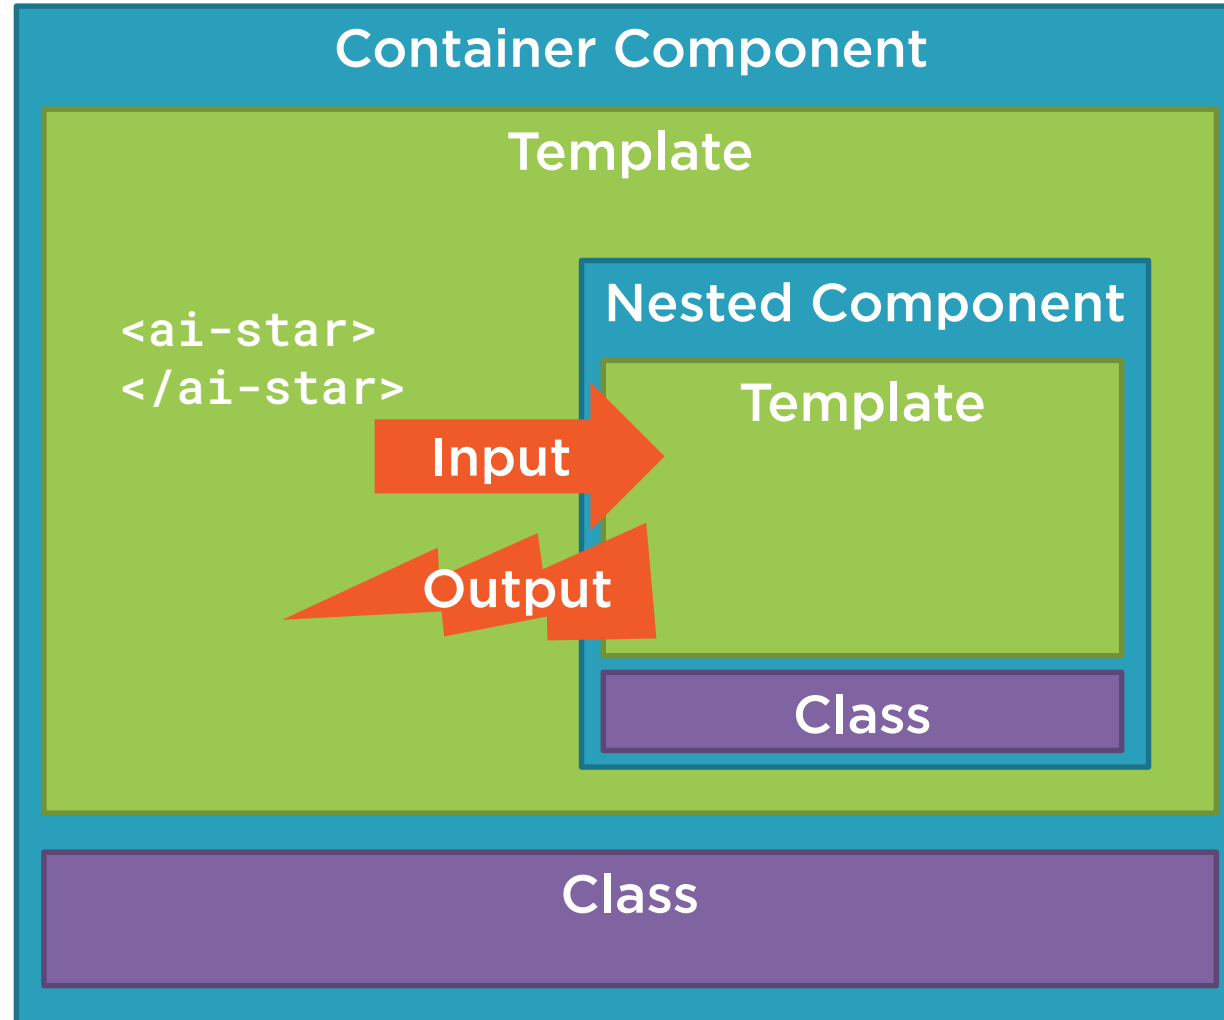 Container Component
Template
<ai-star>
</ai-star>
Nested Component
Template
Input
Output
Class
Class